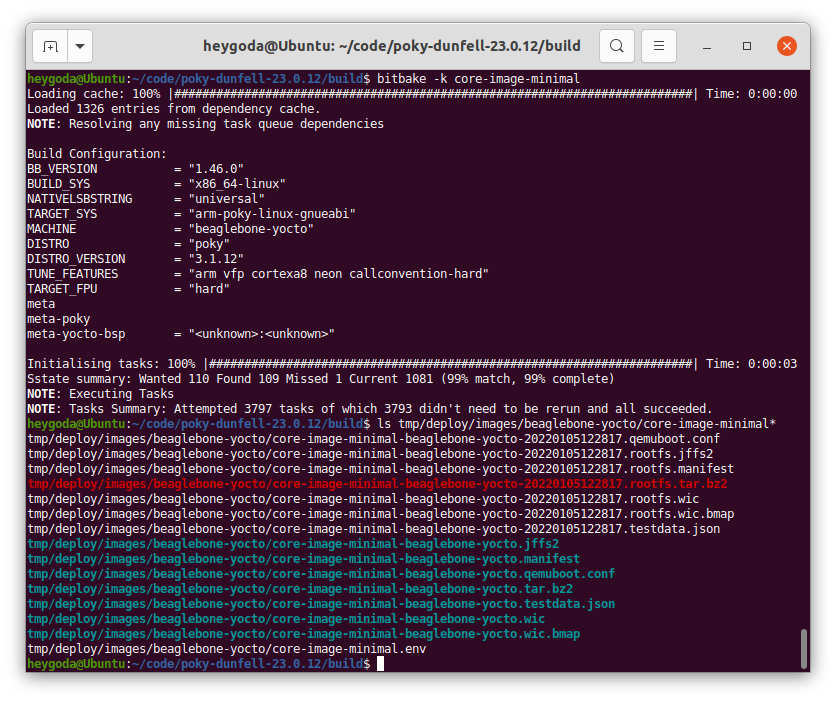 heygoda@Ubuntu: ~/code/poky-dunfell-23.0.12/build
heygoda@Ubuntu:~/code/poky-dunfell-23.0.12/build$ bitbake -k core-image-minimal
Loading cache: 100% |##########################################################################| Time: 0:00:00
Loaded 1326 entries from dependency cache.
NOTE: Resolving any missing task queue dependencies
Build Configuration:
BB_VERSION           = "1.46.0"
BUILD_SYS            = "x86_64-linux"
NATIVELSBSTRING      = "universal"
TARGET_SYS           = "arm-poky-linux-gnueabi"
MACHINE              = "beaglebone-yocto"
DISTRO               = "poky"
DISTRO_VERSION       = "3.1.12"
TUNE_FEATURES        = "arm vfp cortexa8 neon callconvention-hard"
TARGET_FPU           = "hard"
meta
meta-poky
meta-yocto-bsp       = "<unknown>:<unknown>"
Initialising tasks: 100% |#####################################################################| Time: 0:00:03
Sstate summary: Wanted 110 Found 109 Missed 1 Current 1081 (99% match, 99% complete)
NOTE: Executing Tasks
NOTE: Tasks Summary: Attempted 3797 tasks of which 3793 didn't need to be rerun and all succeeded.
heygoda@Ubuntu:~/code/poky-dunfell-23.0.12/build$ ls tmp/deploy/images/beaglebone-yocto/core-image-minimal*
tmp/deploy/images/beaglebone-yocto/core-image-minimal-beaglebone-yocto-20220105122817.qemuboot.conf
tmp/deploy/images/beaglebone-yocto/core-image-minimal-beaglebone-yocto-20220105122817.rootfs.jffs2
tmp/deploy/images/beaglebone-yocto/core-image-minimal-beaglebone-yocto-20220105122817.rootfs.manifest
tmp/deploy/images/beaglebone-yocto/core-image-minimal-beaglebone-yocto-20220105122817.rootfs.tar.bz2
tmp/deploy/images/beaglebone-yocto/core-image-minimal-beaglebone-yocto-20220105122817.rootfs.wic
tmp/deploy/images/beaglebone-yocto/core-image-minimal-beaglebone-yocto-20220105122817.rootfs.wic.bmap
tmp/deploy/images/beaglebone-yocto/core-image-minimal-beaglebone-yocto-20220105122817.testdata.json
tmp/deploy/images/beaglebone-yocto/core-image-minimal-beaglebone-yocto.jffs2
tmp/deploy/images/beaglebone-yocto/core-image-minimal-beaglebone-yocto.manifest
tmp/deploy/images/beaglebone-yocto/core-image-minimal-beaglebone-yocto.qemuboot.conf
tmp/deploy/images/beaglebone-yocto/core-image-minimal-beaglebone-yocto.tar.bz2
tmp/deploy/images/beaglebone-yocto/core-image-minimal-beaglebone-yocto.testdata.json
tmp/deploy/images/beaglebone-yocto/core-image-minimal-beaglebone-yocto.wic
tmp/deploy/images/beaglebone-yocto/core-image-minimal-beaglebone-yocto.wic.bmap
tmp/deploy/images/beaglebone-yocto/core-image-minimal.env
heygoda@Ubuntu:~/code/poky-dunfell-23.0.12/build$